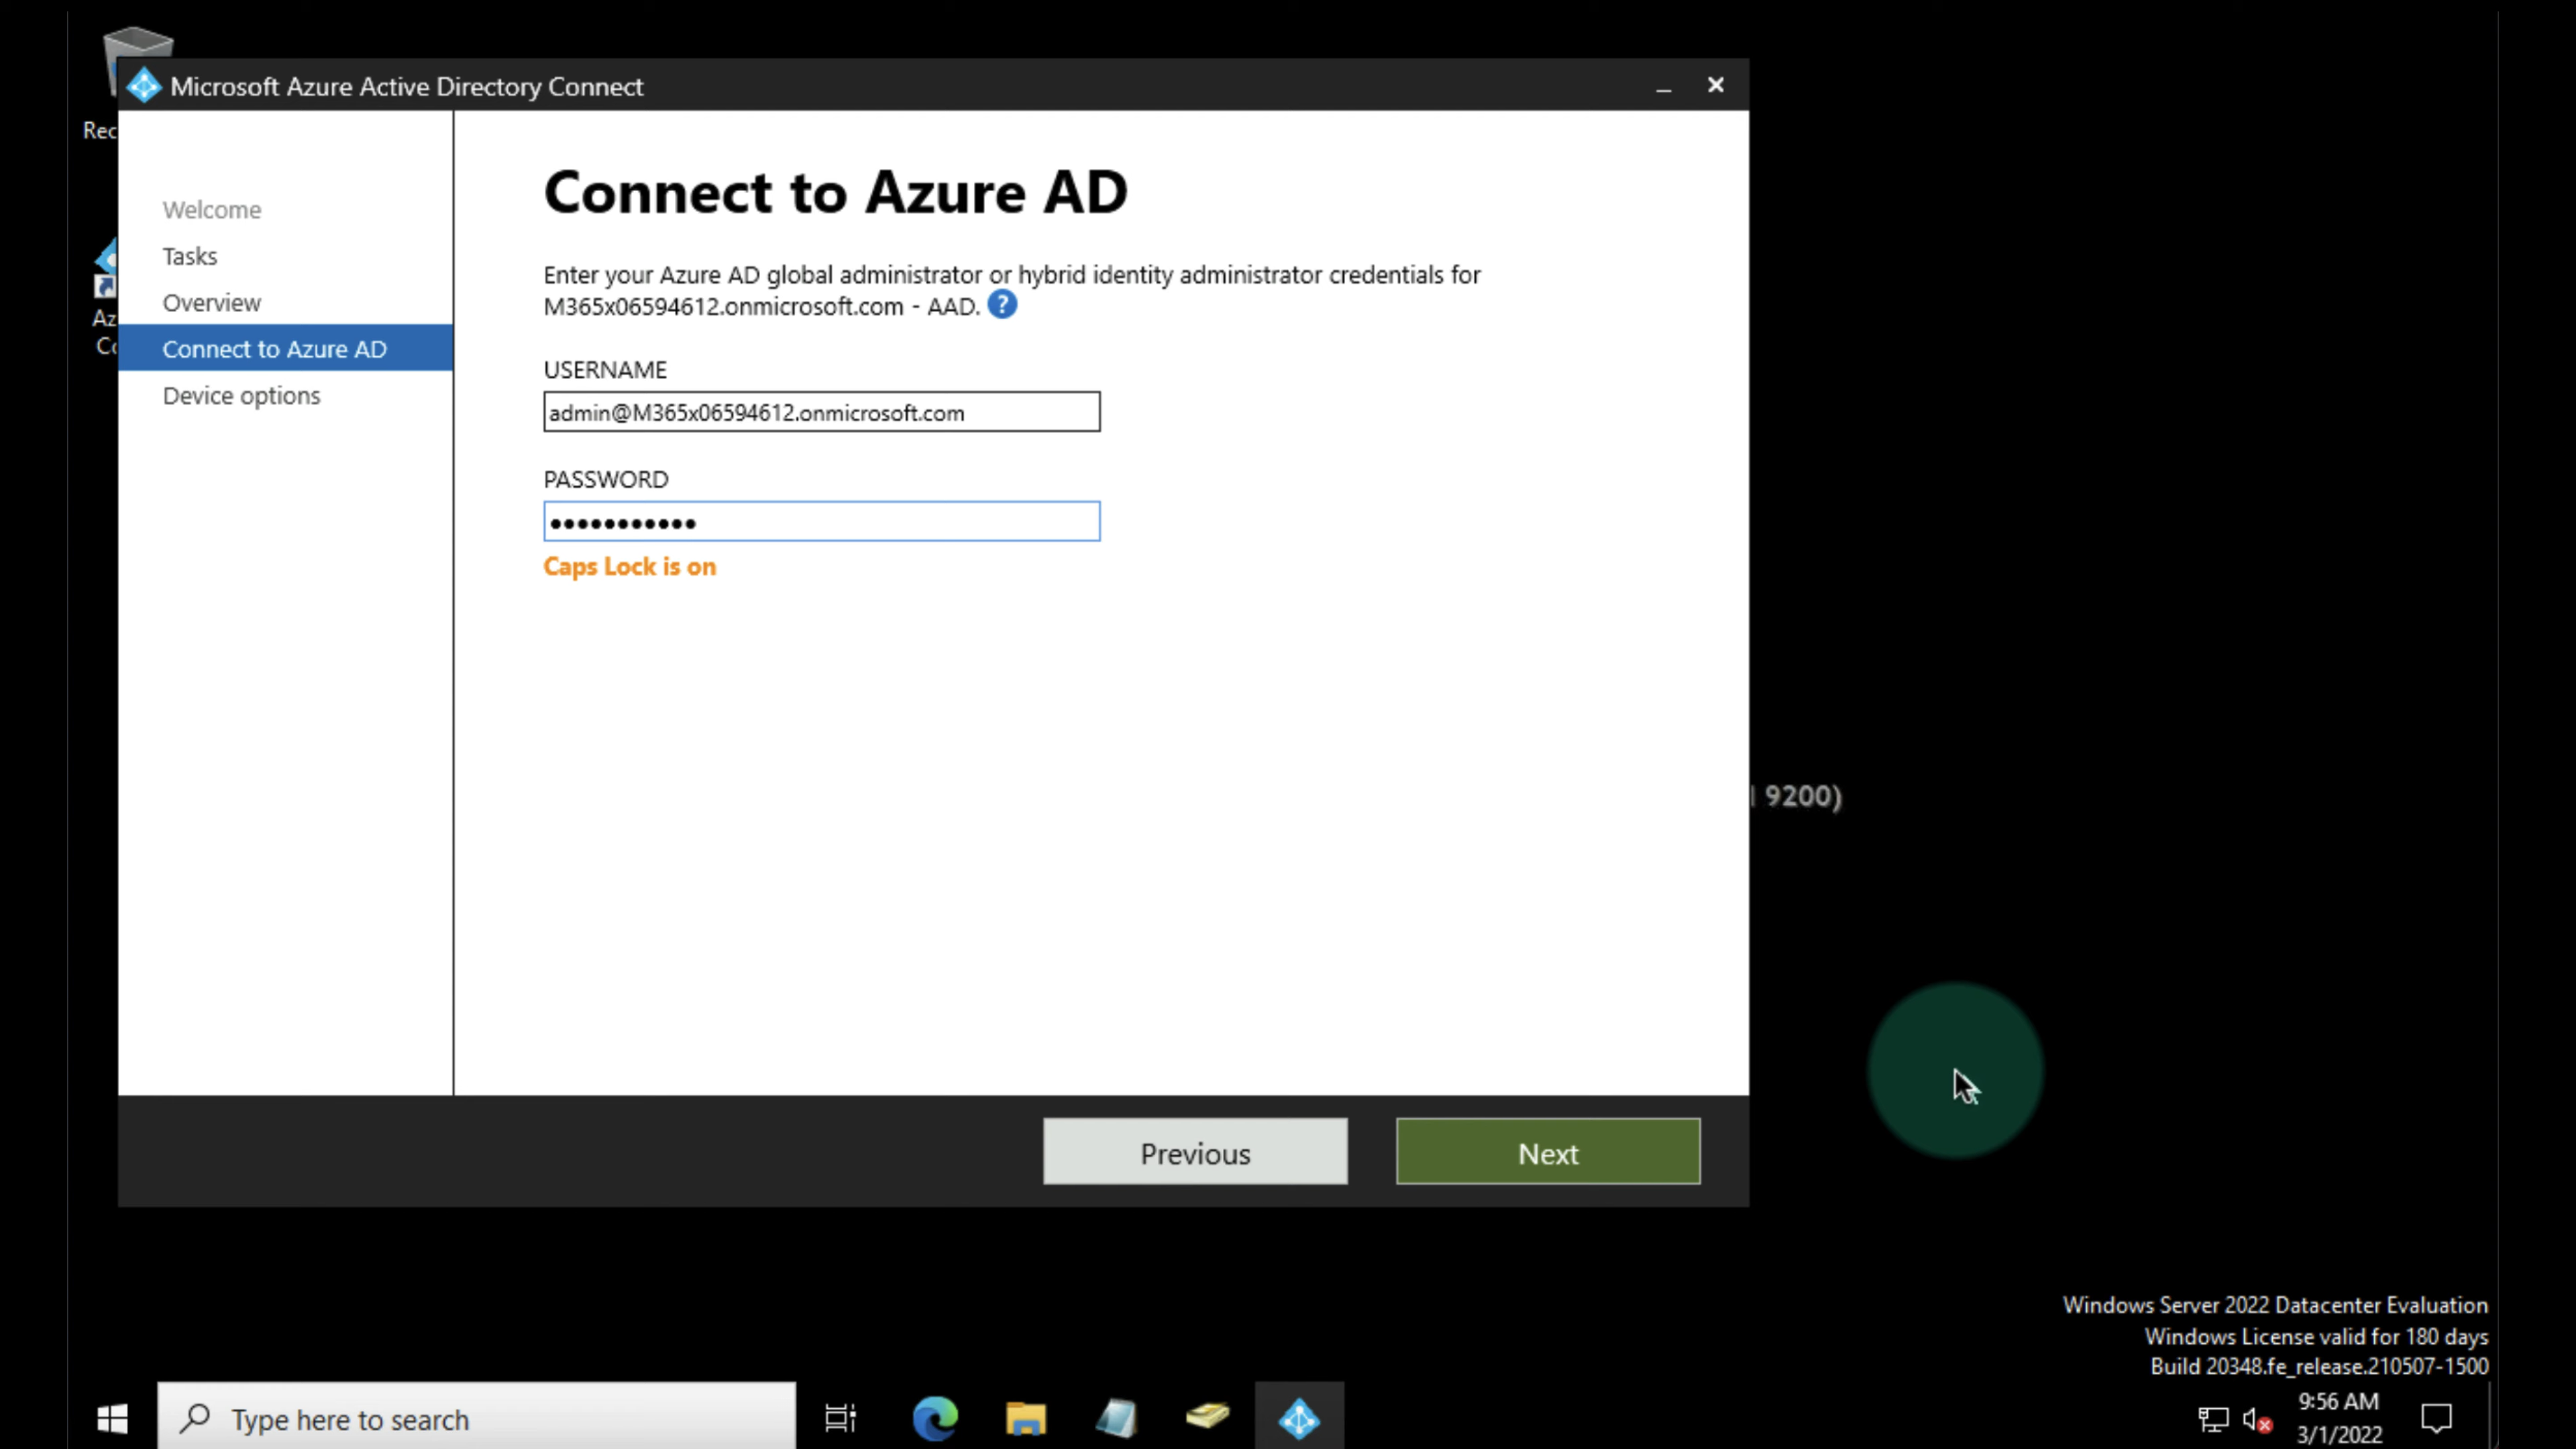 Microsoft Azure Active Directory Connect
Welcome
Tasks
Overview
Connect to Azure AD
Device options
Connect to Azure AD
Enter your Azure AD global administrator or hybrid identity administrator credentials for
M365x06594612.onmicrosoft.com - AAD. ?
USERNAME
admin@M365x06594612.onmicrosoft.com
PASSWORD
•••••••••••
Caps Lock is on
Previous
Next
Rec
Az
Co
9200)
Windows Server 2022 Datacenter Evaluation
Windows License valid for 180 days
Build 20348.fe_release.210507-1500
Type here to search
9:56 AM
3/1/2022